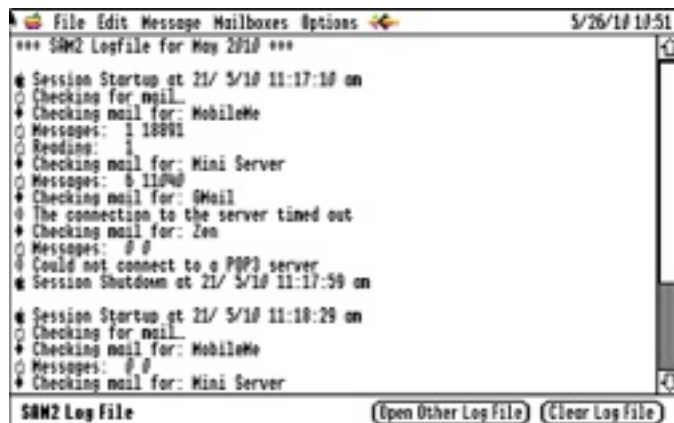 File Edit Message Mailboxes Options 5/26/10 10:51
*** SAM2 Logfile for May 2010 ***
Session Startup at 21/ 5/10 11:17:10 am
Checking for mail…
Checking mail for: MobileMe
Messages: 1 18891
Reading: 1
Checking mail for: Mini Server
Messages: 6 11040
Checking mail for: GMail
The connection to the server timed out
Checking mail for: Zen
Messages: 0 0
Could not connect to a POP3 server
Session Shutdown at 21/ 5/10 11:17:59 am
Session Startup at 21/ 5/10 11:18:29 am
Checking for mail…
Checking mail for: MobileMe
Messages: 0 0
Checking mail for: Mini Server
SAM2 Log File (Open Other Log File) (Clear Log File)